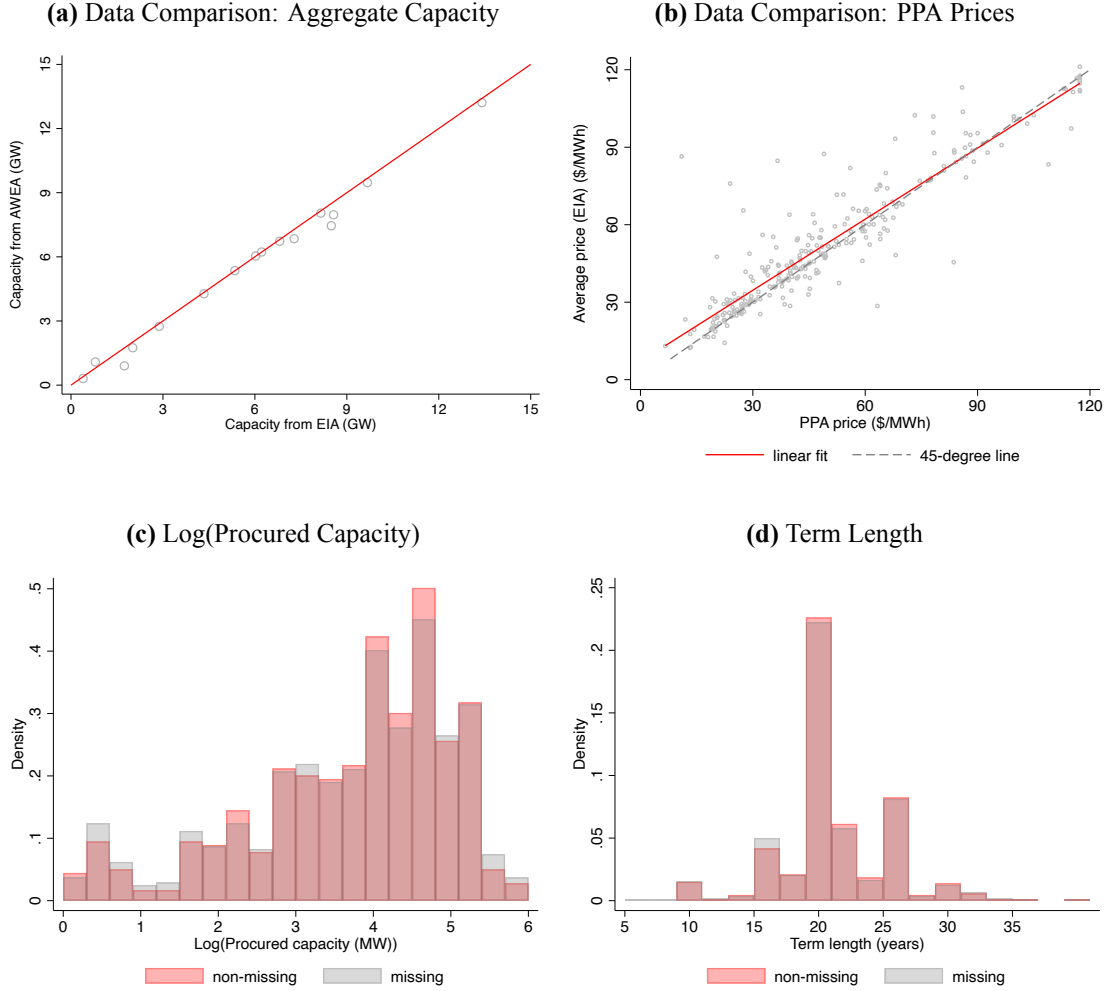 (a) Data Comparison: Aggregate Capacity
Capacity from AWEA (GW)
15
12
9
6
3
0
0 3 6 9 12 15
Capacity from EIA (GW)
(b) Data Comparison: PPA Prices
Average price (EIA) ($/MWh)
120
90
60
30
0
0 30 60 90 120
PPA price ($/MWh)
linear fit 45-degree line
(c) Log(Procured Capacity)
Density
.5
.4
.3
.2
.1
0
0 1 2 3 4 5 6
Log(Procured capacity (MW))
non-missing missing
(d) Term Length
Density
.25
.2
.15
.1
.05
0
5 10 15 20 25 30 35
Term length (years)
non-missing missing